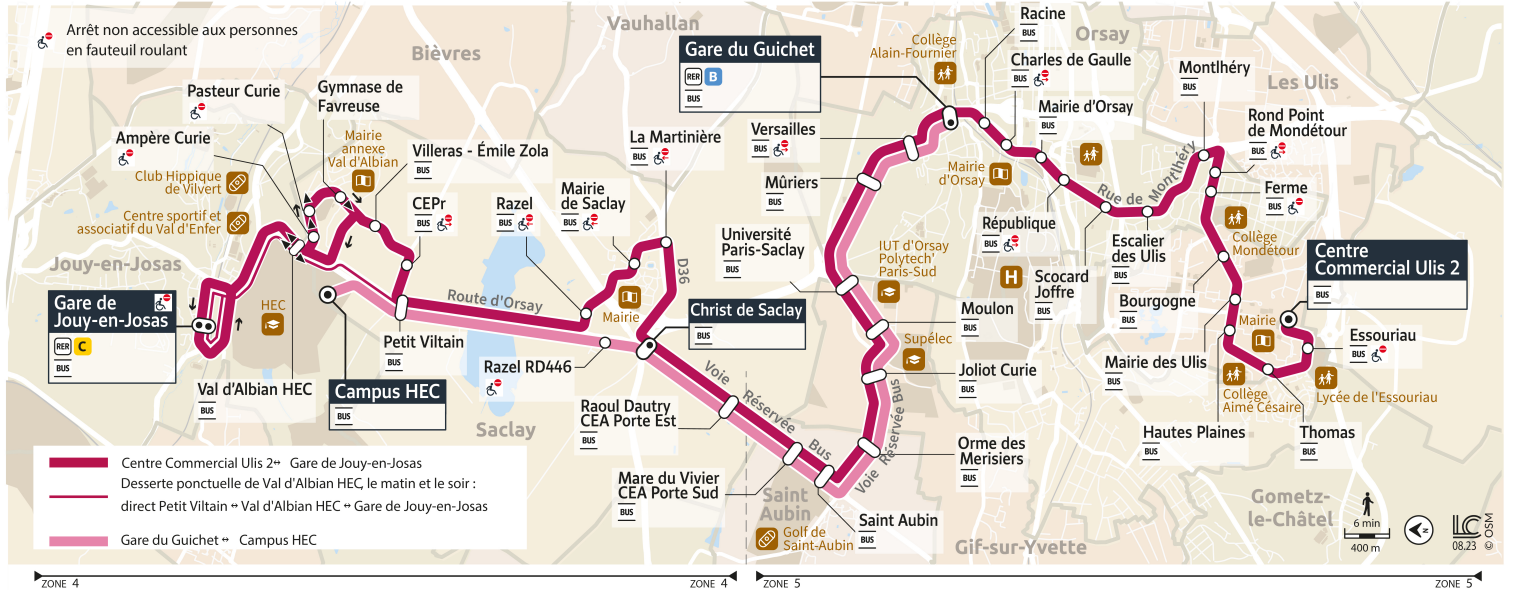 Arrêt non accessible aux personnes
en fauteuil roulant
Bièvres
Vauhallan
Orsay
Les Ulis
Jouy-en-Josas
Saclay
Saint
Aubin
Gif-sur-Yvette
Gometz-
le-Châtel
Pasteur Curie
Ampère Curie
Gymnase de
Favreuse
BUS
Mairie
annexe
Val d'Albian
Club Hippique
de Vilvert
Centre sportif et
associatif du Val d'Enfer
Villeras - Émile Zola
BUS
CEPr
BUS
Razel
BUS
Mairie
de Saclay
BUS
La Martinière
BUS
D36
Route d'Orsay
Mairie
HEC
Gare de
Jouy-en-Josas
RER C
BUS
Val d'Albian HEC
BUS
Campus HEC
BUS
Petit Viltain
BUS
Razel RD446
Christ de Saclay
BUS
Raoul Dautry
CEA Porte Est
BUS
Mare du Vivier
CEA Porte Sud
BUS
Voie Réservée Bus
Voie Réservée Bus
Golf de
Saint-Aubin
Saint Aubin
BUS
Orme des
Merisiers
BUS
Joliot Curie
BUS
Moulon
BUS
Supélec
IUT d'Orsay
Polytech'
Paris-Sud
Université
Paris-Saclay
BUS
Mûriers
BUS
Versailles
BUS
Gare du Guichet
RER B
BUS
Collège
Alain-Fournier
Racine
BUS
Charles de Gaulle
BUS
Mairie d'Orsay
BUS
Mairie
d'Orsay
République
BUS
H
Scocard
Joffre
BUS
Rue de Montlhéry
Escalier
des Ulis
BUS
Montlhéry
BUS
Rond Point
de Mondétour
BUS
Ferme
BUS
Collège
Mondétour
Bourgogne
BUS
Mairie des Ulis
BUS
Hautes Plaines
BUS
Collège
Aimé Césaire
Mairie
Thomas
BUS
Lycée de l'Essouriau
Essouriau
BUS
Centre
Commercial Ulis 2
BUS
Centre Commercial Ulis 2↔ Gare de Jouy-en-Josas
Desserte ponctuelle de Val d'Albian HEC, le matin et le soir :
direct Petit Viltain ↔ Val d'Albian HEC ↔ Gare de Jouy-en-Josas
Gare du Guichet ↔ Campus HEC
6 min
400 m
N
LC
08.23
© OSM
ZONE 4
ZONE 4
ZONE 5
ZONE 5